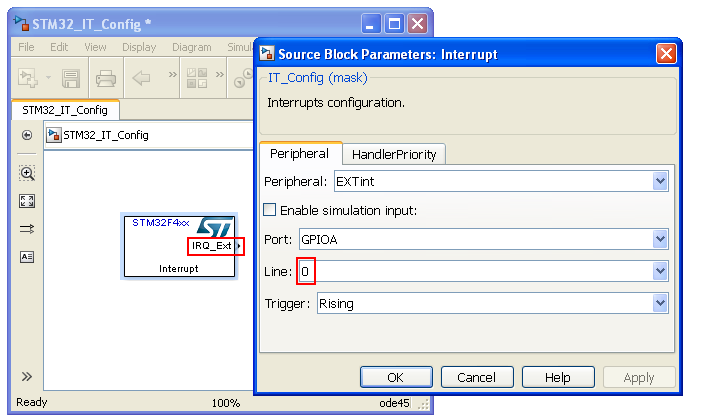 STM32_IT_Config *
File Edit View Display Diagram Simul
STM32_IT_Config
STM32_IT_Config
STM32F4xx
IRQ_Ext
Interrupt
Ready 100% ode45
Source Block Parameters: Interrupt
IT_Config (mask)
Interrupts configuration.
Peripheral HandlerPriority
Peripheral: EXTint
Enable simulation input:
Port: GPIOA
Line: 0
Trigger: Rising
OK Cancel Help Apply